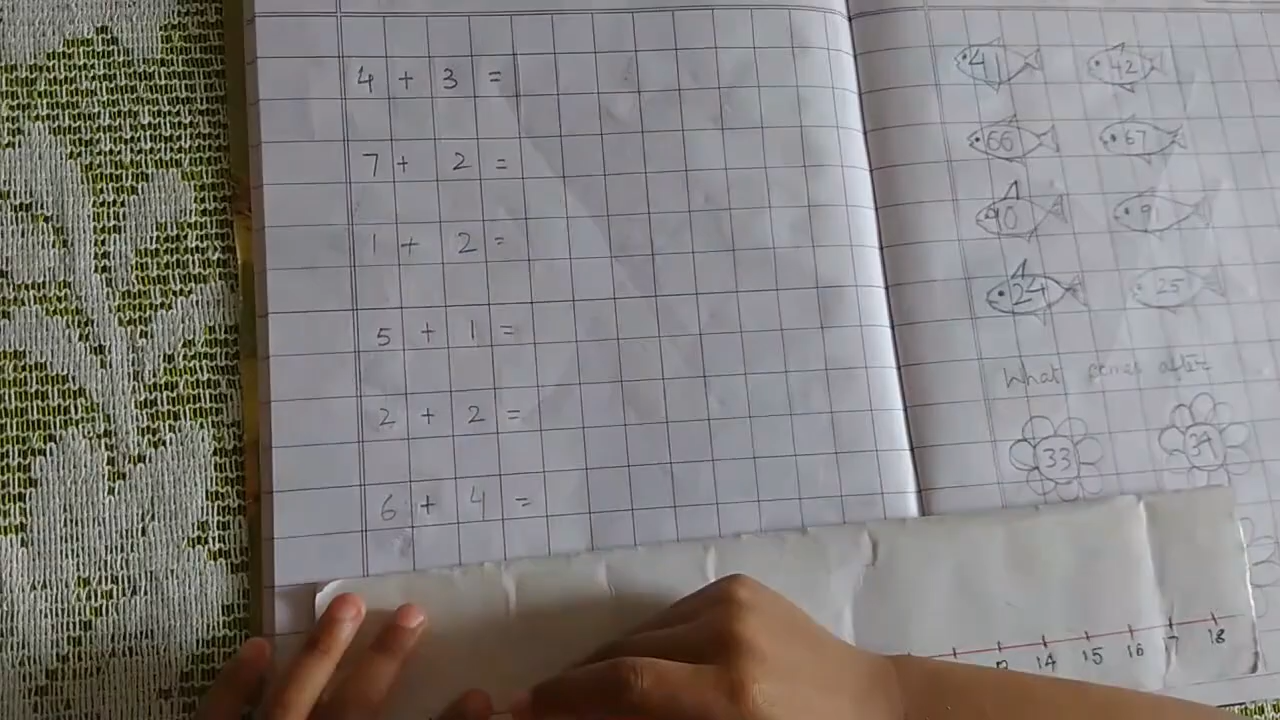 4 + 3 =
7 + 2 =
1 + 2 =
5 + 1 =
2 + 2 =
6 + 4 =
41 42
66 67
90 91
24 25
What comes after
33 34
14 15 16 17 18